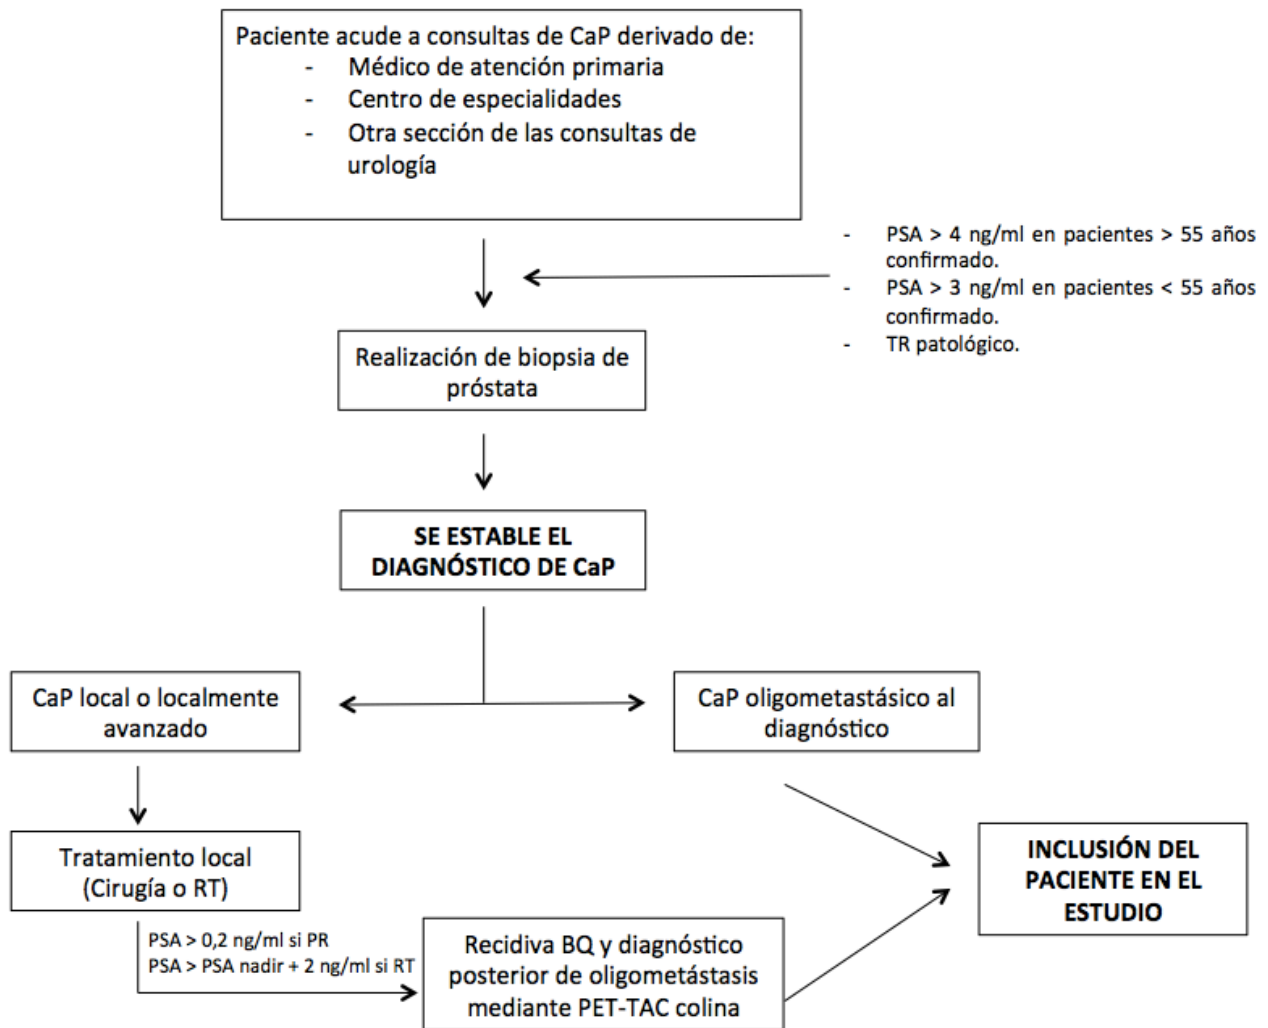 Paciente acude a consultas de CaP derivado de:
- Médico de atención primaria
- Centro de especialidades
- Otra sección de las consultas de
urología
- PSA > 4 ng/ml en pacientes > 55 años
confirmado.
- PSA > 3 ng/ml en pacientes < 55 años
confirmado.
- TR patológico.
Realización de biopsia de
próstata
SE ESTABLE EL
DIAGNÓSTICO DE CaP
CaP local o localmente
avanzado
CaP oligometastásico al
diagnóstico
Tratamiento local
(Cirugía o RT)
PSA > 0,2 ng/ml si PR
PSA > PSA nadir + 2 ng/ml si RT
Recidiva BQ y diagnóstico
posterior de oligometástasis
mediante PET-TAC colina
INCLUSIÓN DEL
PACIENTE EN EL
ESTUDIO